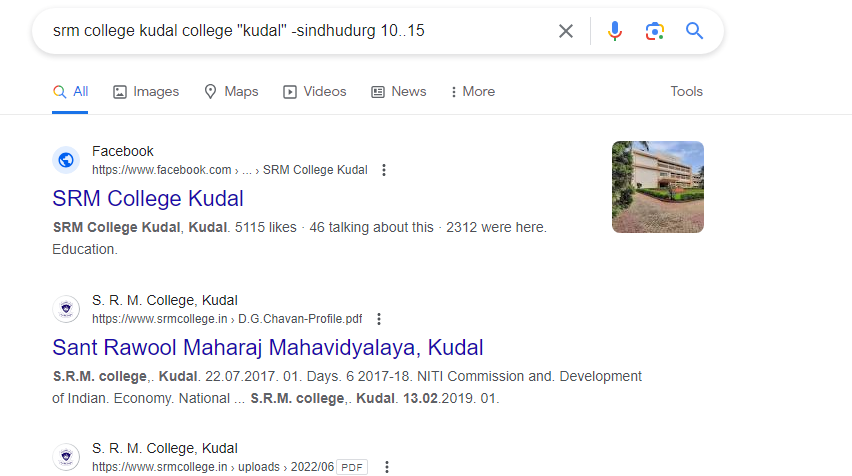 srm college kudal college "kudal" -sindhudurg 10..15
All Images Maps Videos News More Tools
Facebook
https://www.facebook.com › ... › SRM College Kudal
SRM College Kudal
SRM College Kudal, Kudal. 5115 likes · 46 talking about this · 2312 were here.
Education.
S. R. M. College, Kudal
https://www.srmcollege.in › D.G.Chavan-Profile.pdf
Sant Rawool Maharaj Mahavidyalaya, Kudal
S.R.M. college,. Kudal. 22.07.2017. 01. Days. 6 2017-18. NITI Commission and. Development
of Indian. Economy. National ... S.R.M. college,. Kudal. 13.02.2019. 01.
S. R. M. College, Kudal
https://www.srmcollege.in › uploads › 2022/06 PDF